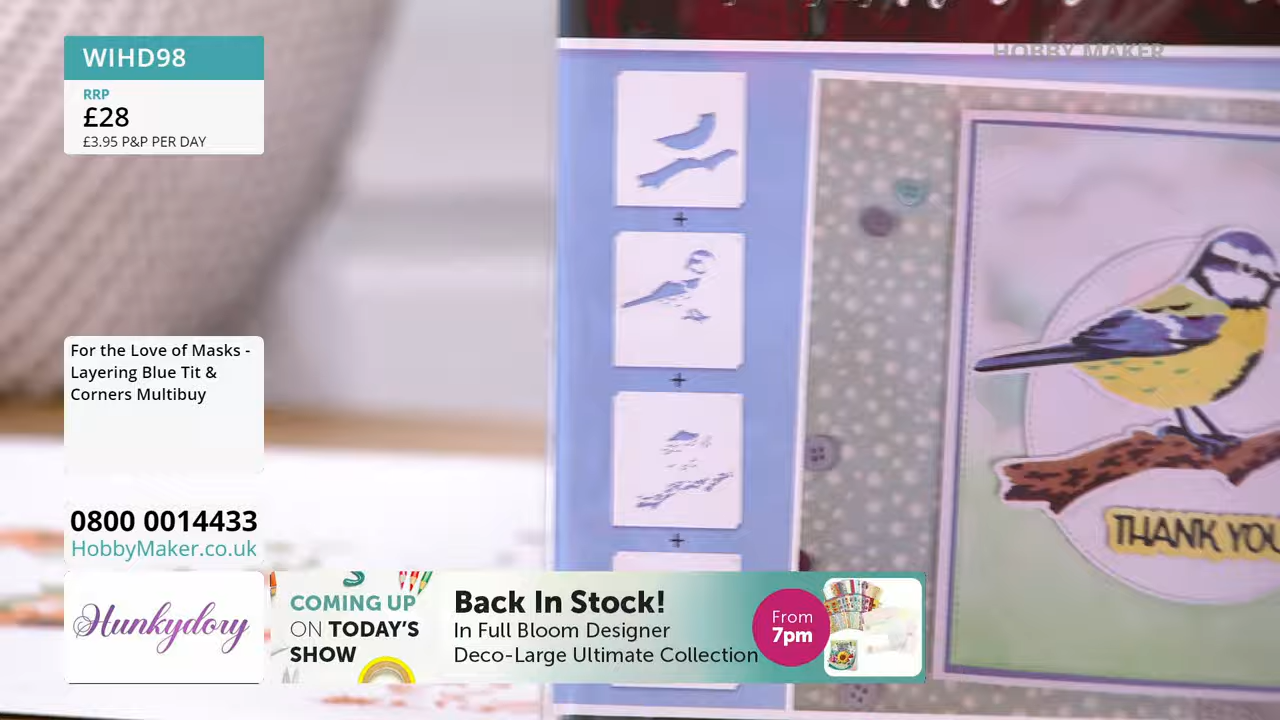 WIHD98
RRP
£28
£3.95 P&P PER DAY
HOBBY MAKER
For the Love of Masks -
Layering Blue Tit &
Corners Multibuy
THANK YOU
0800 0014433
HobbyMaker.co.uk
Hunkydory
COMING UP
ON TODAY'S
SHOW
Back In Stock!
In Full Bloom Designer
Deco-Large Ultimate Collection
From
7pm